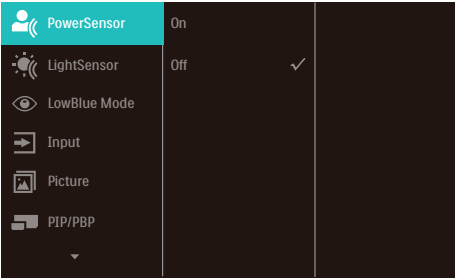 PowerSensor
On
LightSensor
Off
LowBlue Mode
Input
Picture
PIP/PBP